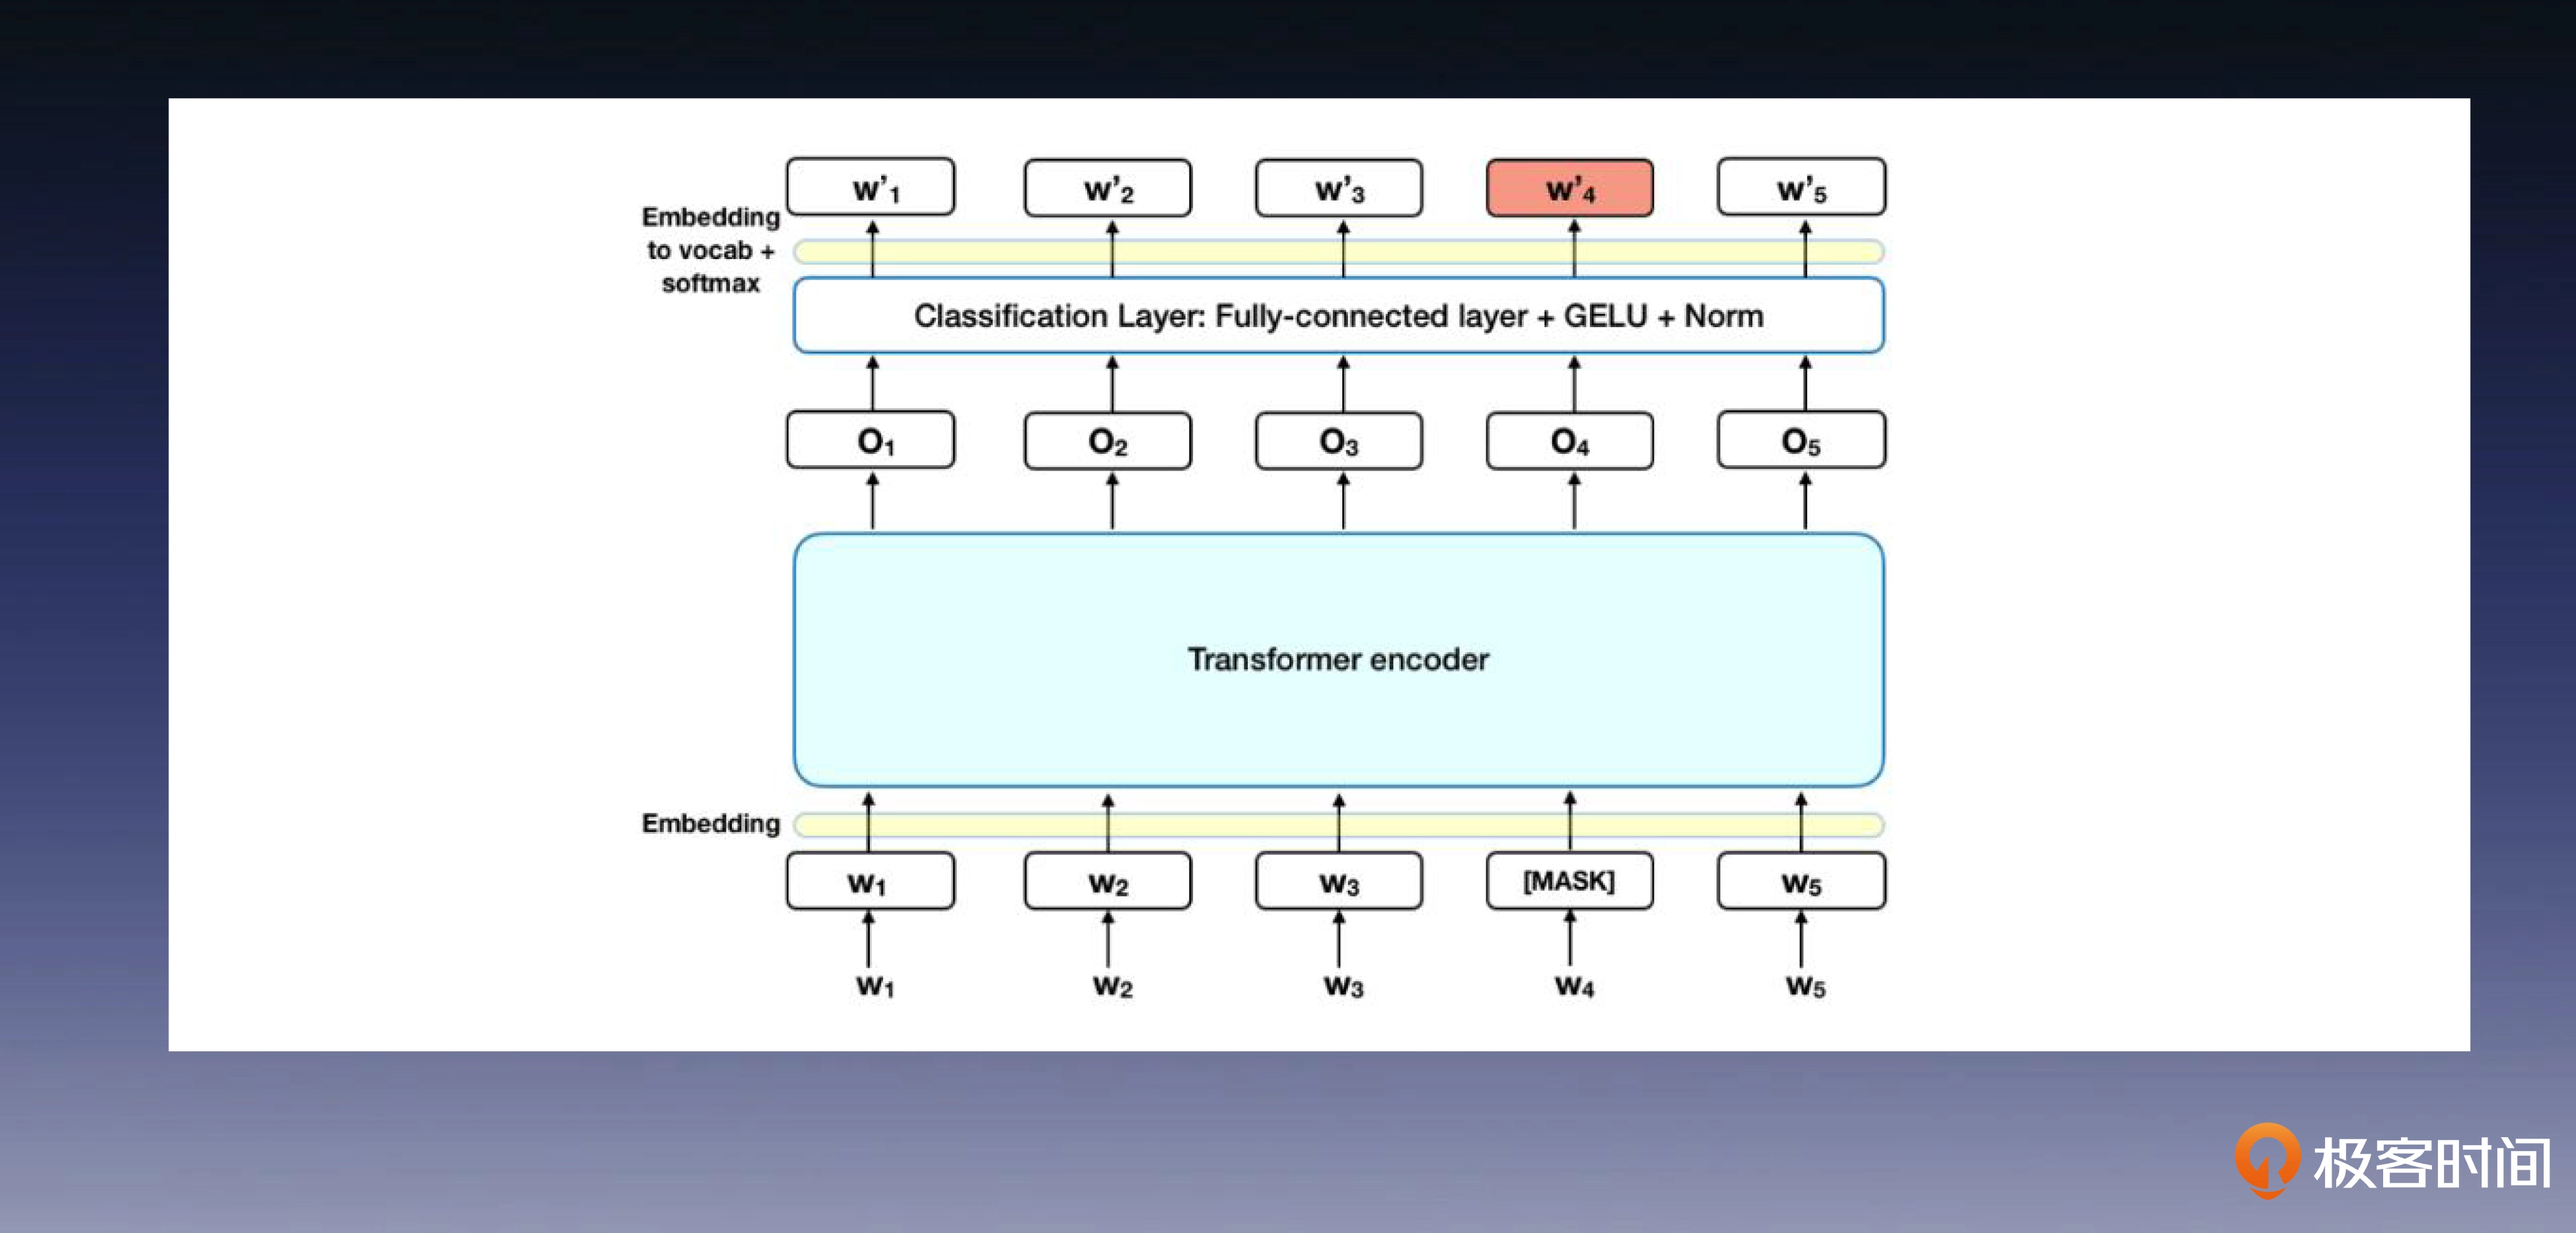 w'1 w'2 w'3 w'4 w'5
Embedding
to vocab +
softmax
Classification Layer: Fully-connected layer + GELU + Norm
O1 O2 O3 O4 O5
Transformer encoder
Embedding
W1 W2 W3 [MASK] W5
W1 W2 W3 W4 W5
极客时间